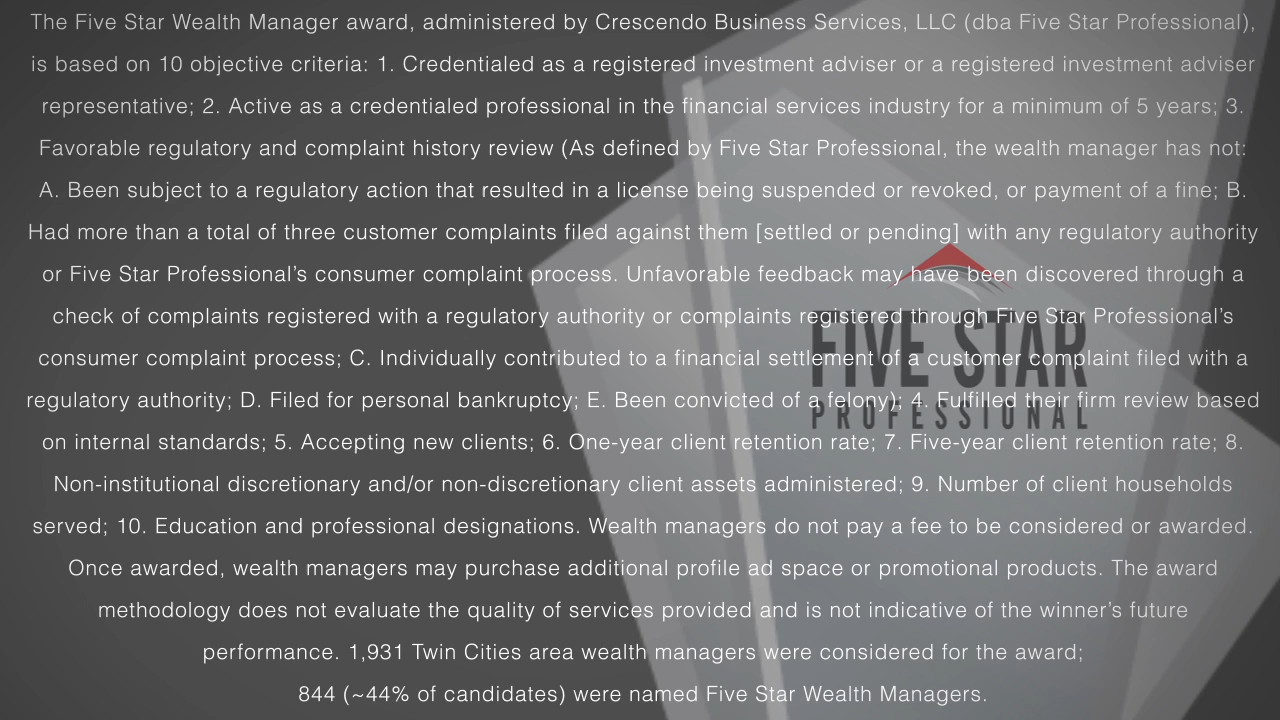 The Five Star Wealth Manager award, administered by Crescendo Business Services, LLC (dba Five Star Professional),
is based on 10 objective criteria: 1. Credentialed as a registered investment adviser or a registered investment adviser
representative; 2. Active as a credentialed professional in the financial services industry for a minimum of 5 years; 3.
Favorable regulatory and complaint history review (As defined by Five Star Professional, the wealth manager has not:
A. Been subject to a regulatory action that resulted in a license being suspended or revoked, or payment of a fine; B.
Had more than a total of three customer complaints filed against them [settled or pending] with any regulatory authority
or Five Star Professional’s consumer complaint process. Unfavorable feedback may have been discovered through a
check of complaints registered with a regulatory authority or complaints registered through Five Star Professional’s
consumer complaint process; C. Individually contributed to a financial settlement of a customer complaint filed with a
regulatory authority; D. Filed for personal bankruptcy; E. Been convicted of a felony); 4. Fulfilled their firm review based
on internal standards; 5. Accepting new clients; 6. One-year client retention rate; 7. Five-year client retention rate; 8.
Non-institutional discretionary and/or non-discretionary client assets administered; 9. Number of client households
served; 10. Education and professional designations. Wealth managers do not pay a fee to be considered or awarded.
Once awarded, wealth managers may purchase additional profile ad space or promotional products. The award
methodology does not evaluate the quality of services provided and is not indicative of the winner’s future
performance. 1,931 Twin Cities area wealth managers were considered for the award;
844 (~44% of candidates) were named Five Star Wealth Managers.
FIVE STAR
PROFESSIONAL